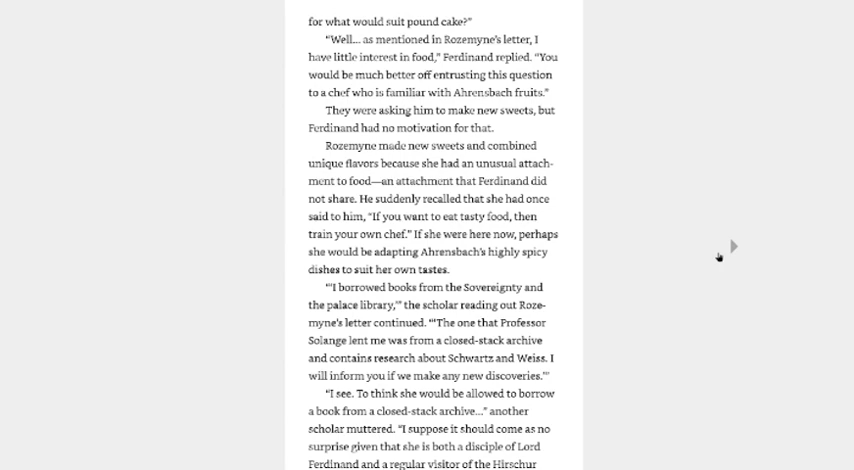 for what would suit pound cake?”
“Well... as mentioned in Rozemyne’s letter, I
have little interest in food,” Ferdinand replied. “You
would be much better off entrusting this question
to a chef who is familiar with Ahrensbach fruits.”
They were asking him to make new sweets, but
Ferdinand had no motivation for that.
Rozemyne made new sweets and combined
unique flavors because she had an unusual attach-
ment to food—an attachment that Ferdinand did
not share. He suddenly recalled that she had once
said to him, “If you want to eat tasty food, then
train your own chef.” If she were here now, perhaps
she would be adapting Ahrensbach’s highly spicy
dishes to suit her own tastes.
“‘I borrowed books from the Sovereignty and
the palace library,’” the scholar reading out Roze-
myne’s letter continued. “‘The one that Professor
Solange lent me was from a closed-stack archive
and contains research about Schwartz and Weiss. I
will inform you if we make any new discoveries.’”
“I see. To think she would be allowed to borrow
a book from a closed-stack archive...” another
scholar muttered. “I suppose it should come as no
surprise given that she is both a disciple of Lord
Ferdinand and a regular visitor of the Hirschur